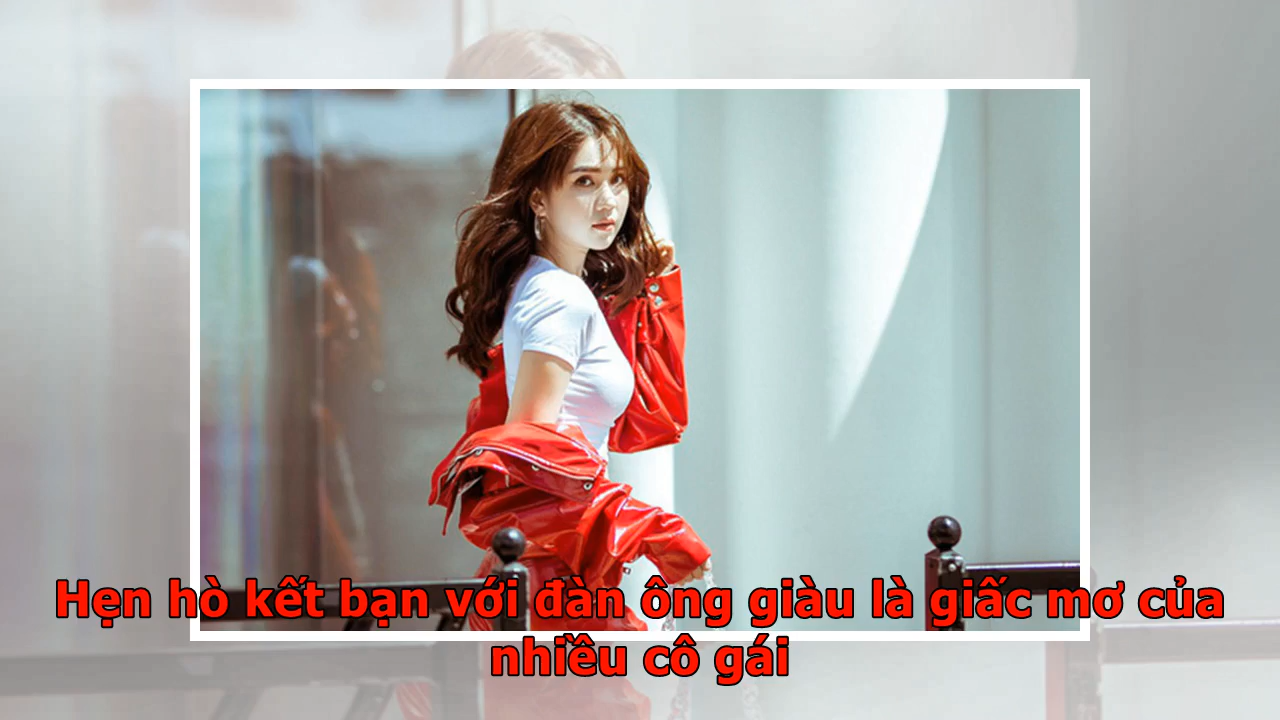 Hẹn hò kết bạn với đàn ông giàu là giấc mơ của
nhiều cô gái